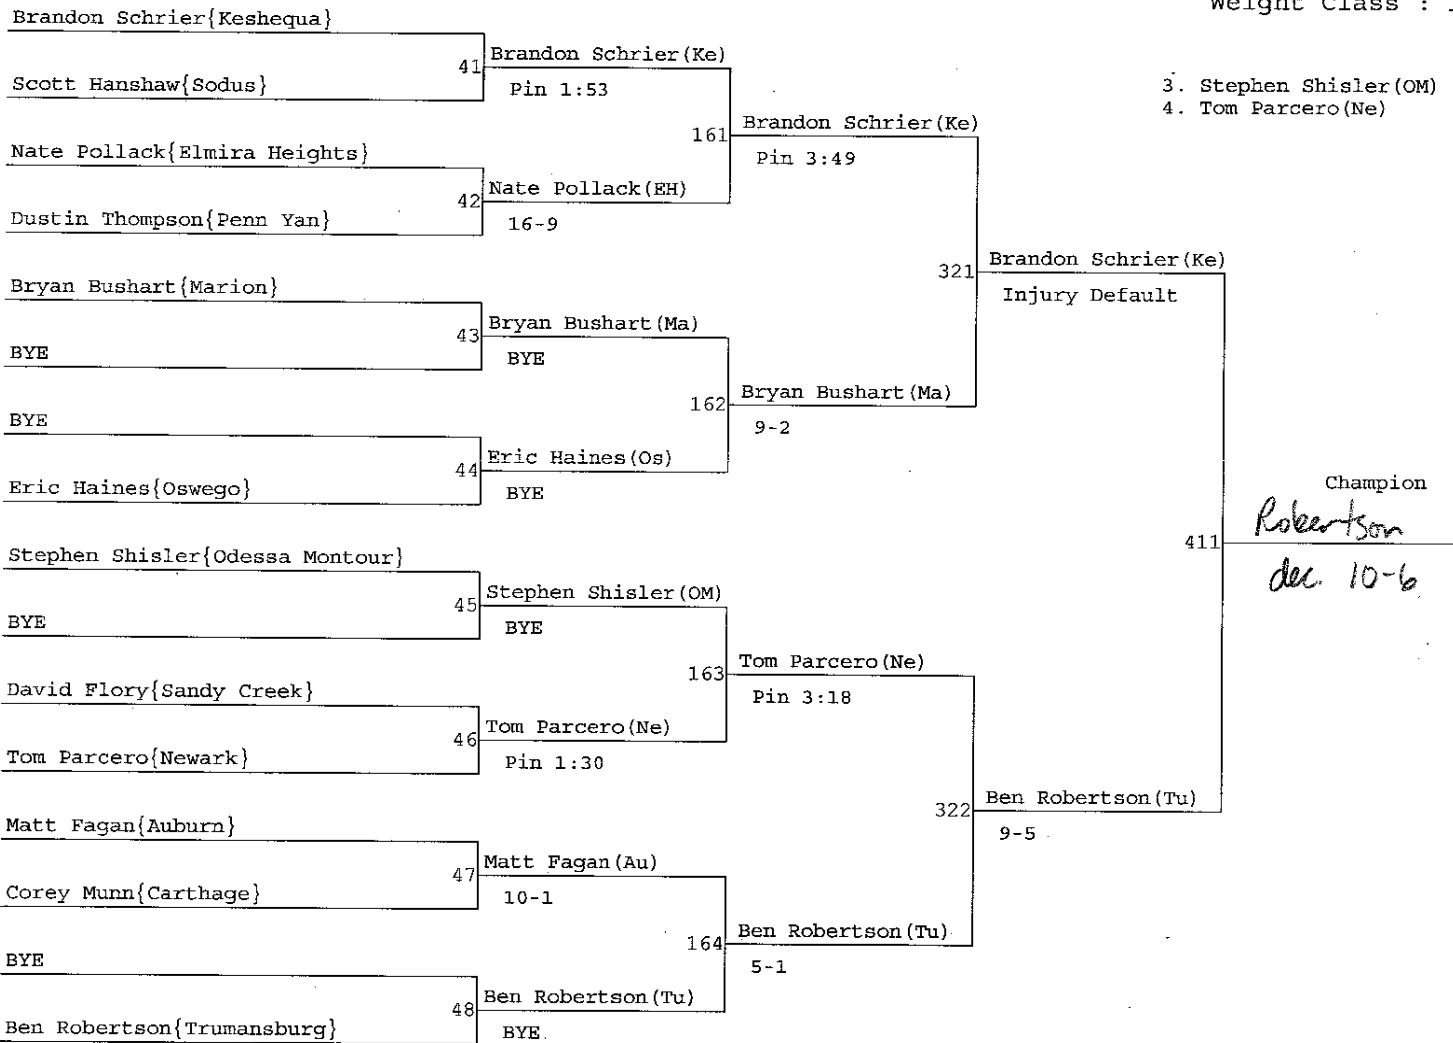 Weight Class :
Brandon Schrier{Keshequa}
41 Brandon Schrier(Ke)
Scott Hanshaw{Sodus}
Pin 1:53
3. Stephen Shisler(OM)
4. Tom Parcero(Ne)
161 Brandon Schrier(Ke)
Pin 3:49
Nate Pollack{Elmira Heights}
42 Nate Pollack(EH)
Dustin Thompson{Penn Yan}
16-9
321 Brandon Schrier(Ke)
Injury Default
Bryan Bushart{Marion}
43 Bryan Bushart(Ma)
BYE
BYE
162 Bryan Bushart(Ma)
9-2
BYE
44 Eric Haines(Os)
Eric Haines{Oswego}
BYE
Champion
411 Robertson
dec. 10-6
Stephen Shisler{Odessa Montour}
45 Stephen Shisler(OM)
BYE
BYE
163 Tom Parcero(Ne)
Pin 3:18
David Flory{Sandy Creek}
46 Tom Parcero(Ne)
Tom Parcero{Newark}
Pin 1:30
322 Ben Robertson(Tu)
9-5
Matt Fagan{Auburn}
47 Matt Fagan(Au)
Corey Munn{Carthage}
10-1
164 Ben Robertson(Tu)
5-1
BYE
48 Ben Robertson(Tu)
Ben Robertson{Trumansburg}
BYE